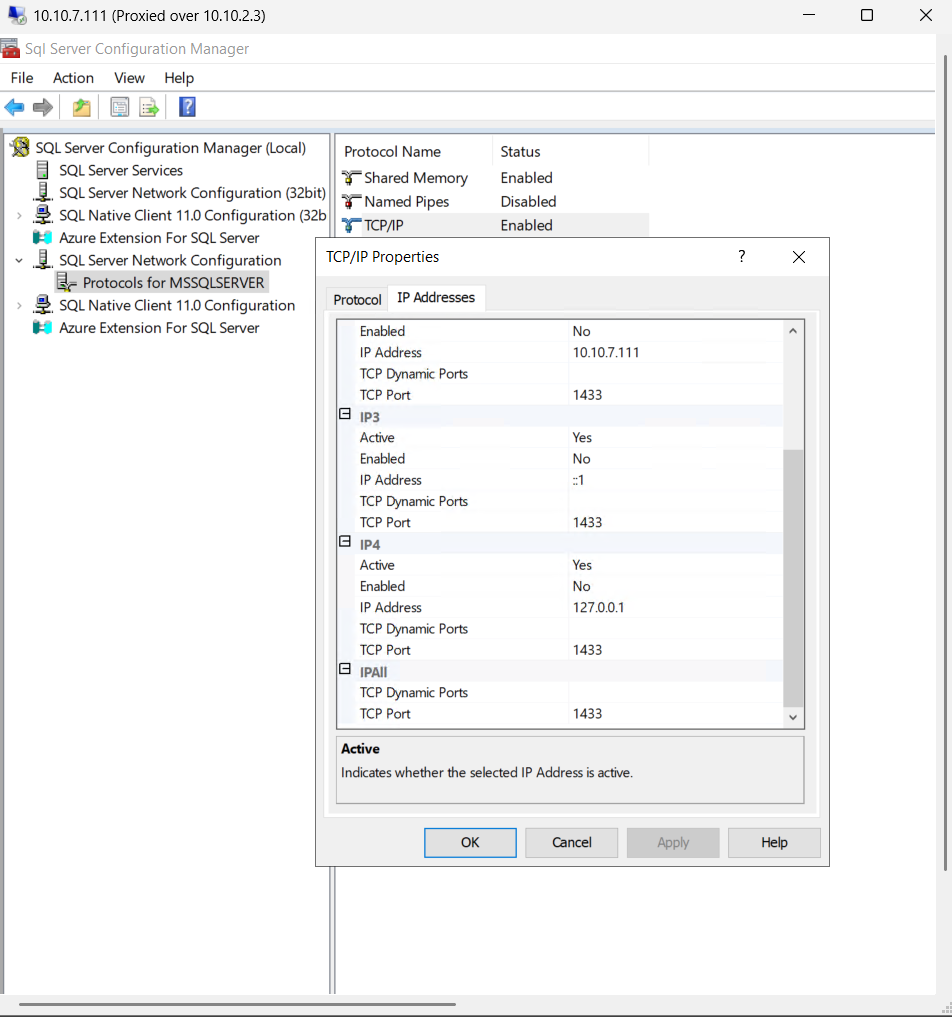 10.10.7.111 (Proxied over 10.10.2.3)
Sql Server Configuration Manager
File Action View Help
SQL Server Configuration Manager (Local)
SQL Server Services
SQL Server Network Configuration (32bit)
SQL Native Client 11.0 Configuration (32b
Azure Extension For SQL Server
SQL Server Network Configuration
Protocols for MSSQLSERVER
SQL Native Client 11.0 Configuration
Azure Extension For SQL Server
Protocol Name Status
Shared Memory Enabled
Named Pipes Disabled
TCP/IP Enabled
TCP/IP Properties
Protocol IP Addresses
Enabled No
IP Address 10.10.7.111
TCP Dynamic Ports
TCP Port 1433
IP3
Active Yes
Enabled No
IP Address ::1
TCP Dynamic Ports
TCP Port 1433
IP4
Active Yes
Enabled No
IP Address 127.0.0.1
TCP Dynamic Ports
TCP Port 1433
IPAll
TCP Dynamic Ports
TCP Port 1433
Active
Indicates whether the selected IP Address is active.
OK Cancel Apply Help